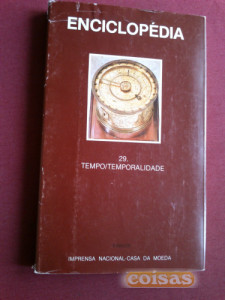 ENCICLOPÉDIA
29.
TEMPO/TEMPORALIDADE
IMPRENSA NACIONAL-CASA DA MOEDA
coisas